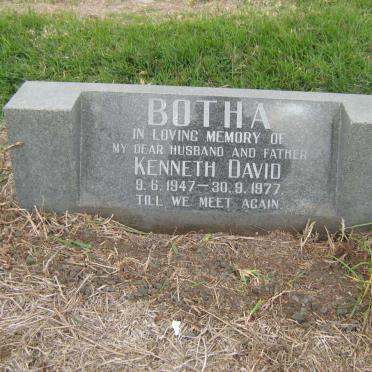 BOTHA
IN LOVING MEMORY OF
MY DEAR HUSBAND AND FATHER
KENNETH DAVID
9.6.1947—30.9.1977.
TILL WE MEET AGAIN